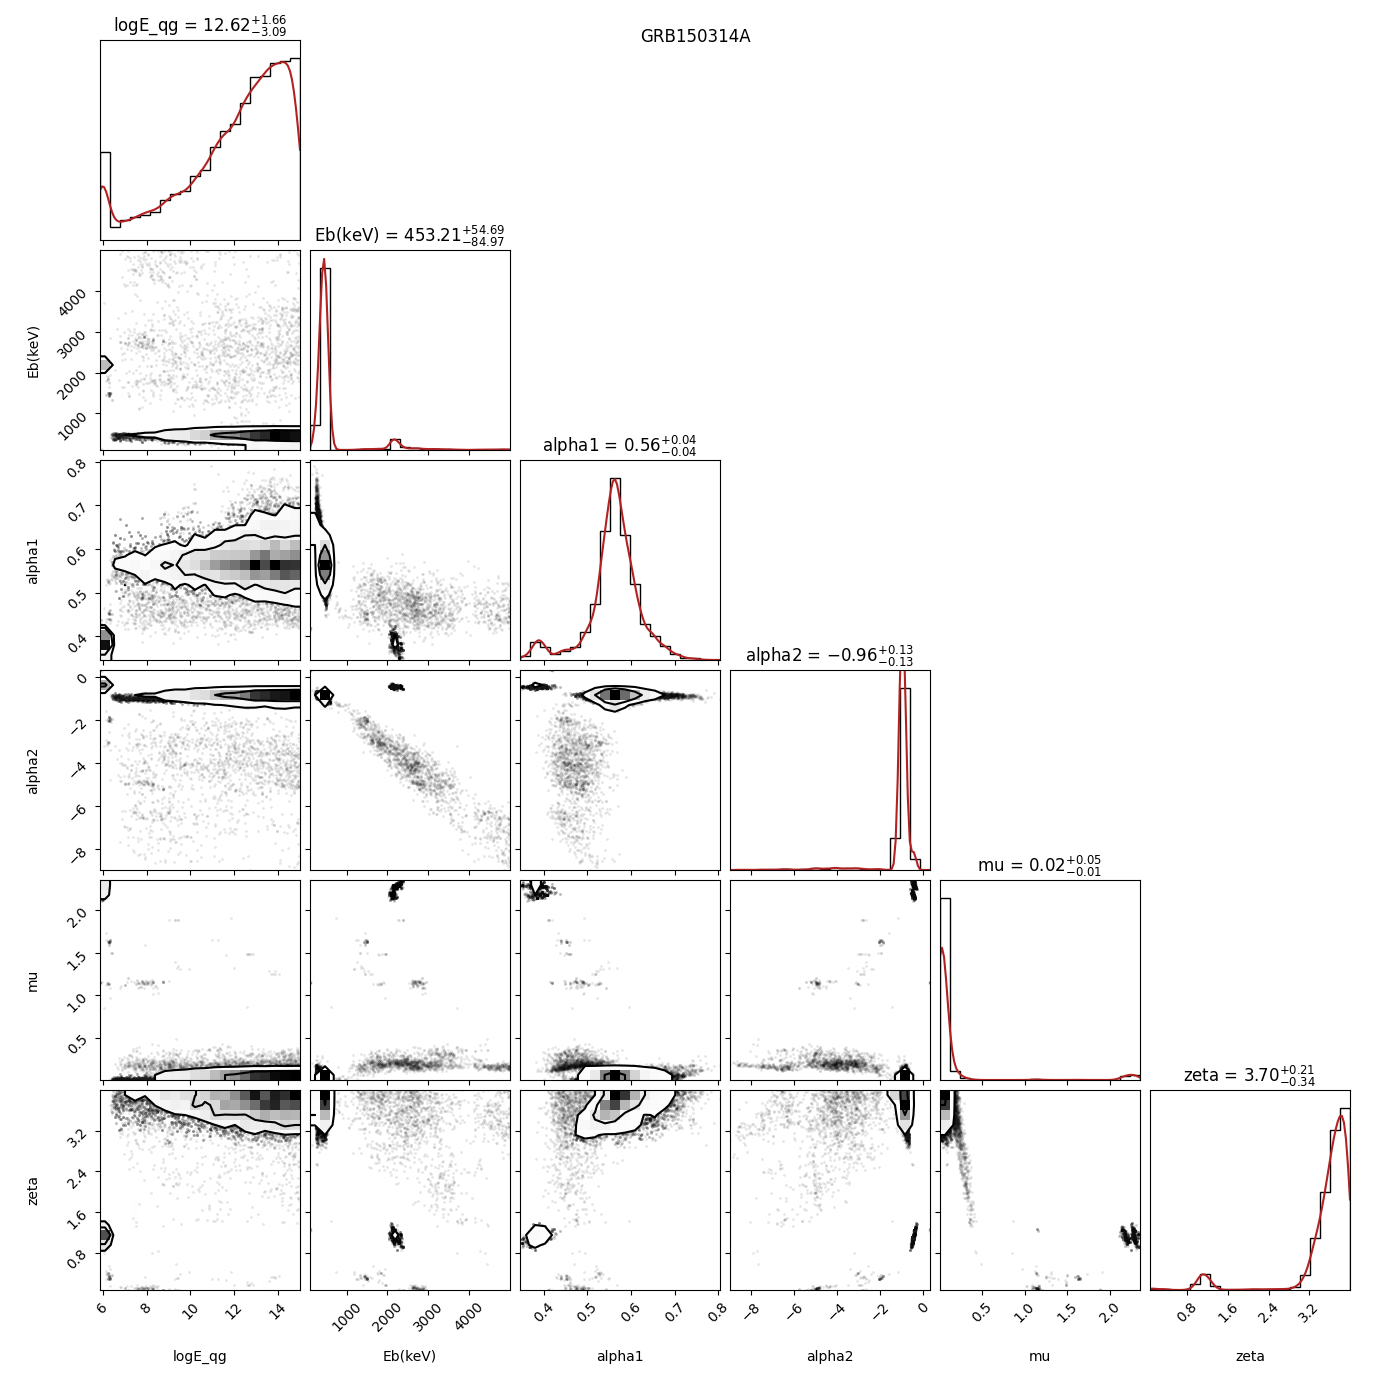 GRB150314A
logE_qg = 12.62^{+1.66}_{−3.09}
Eb(keV) = 453.21^{+54.69}_{−84.97}
4000
3000
2000
1000
Eb(keV)
alpha1 = 0.56^{+0.04}_{−0.04}
0.8
0.7
0.6
0.5
0.4
alpha1
alpha2 = −0.96^{+0.13}_{−0.13}
0
−2
−4
−6
−8
alpha2
mu = 0.02^{+0.05}_{−0.01}
2.0
1.5
1.0
0.5
mu
zeta = 3.70^{+0.21}_{−0.34}
3.2
2.4
1.6
0.8
zeta
6 8 10 12 14
1000 2000 3000 4000
0.4 0.5 0.6 0.7 0.8
−8 −6 −4 −2 0
0.5 1.0 1.5 2.0
0.8 1.6 2.4 3.2
logE_qg Eb(keV) alpha1 alpha2 mu zeta